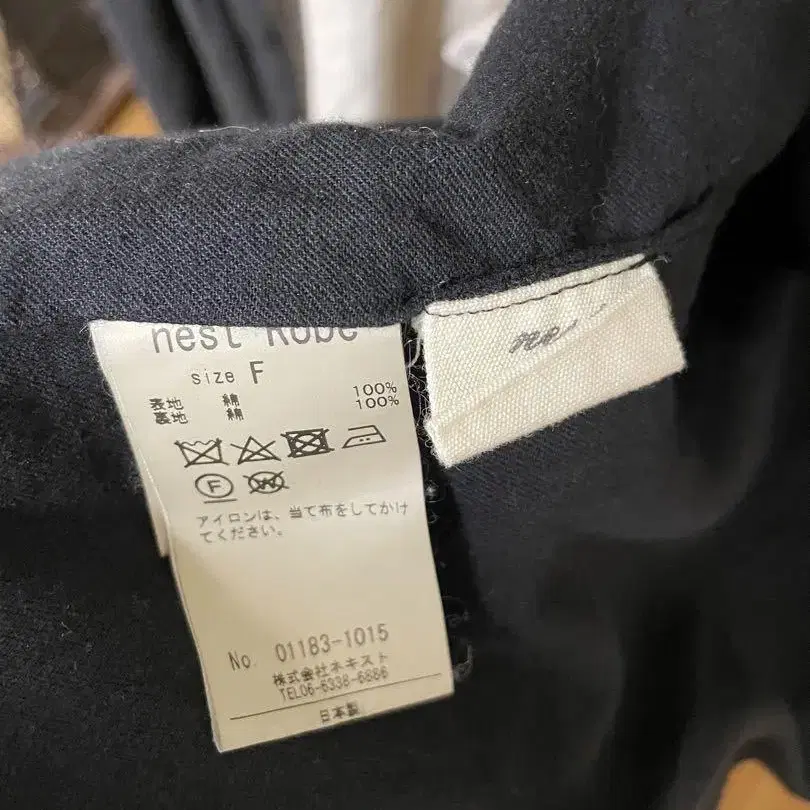 nest Robe
size F
表地 綿 100%
裏地 綿 100%
F
W
アイロンは、当て布をしてかけ
てください。
No. 01183-1015
株式会社ネキスト
TEL06-6338-6886
日本製